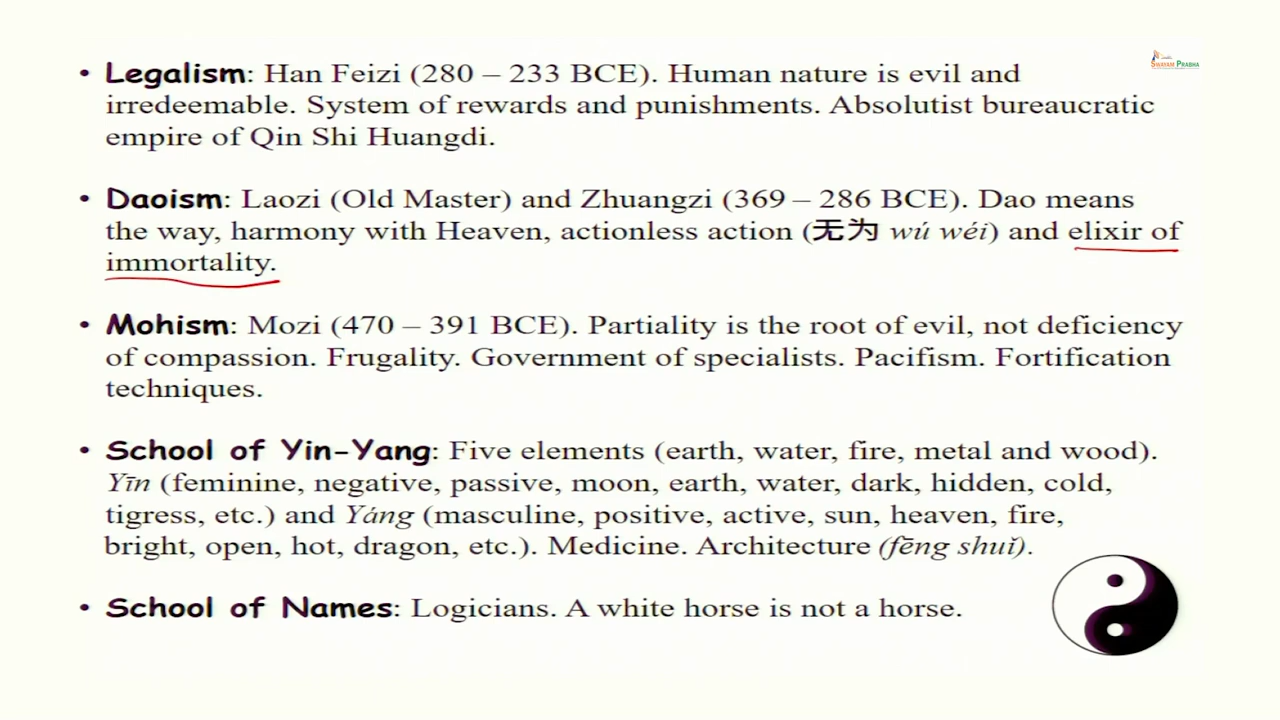 • Legalism: Han Feizi (280 – 233 BCE). Human nature is evil and
irredeemable. System of rewards and punishments. Absolutist bureaucratic
empire of Qin Shi Huangdi.
• Daoism: Laozi (Old Master) and Zhuangzi (369 – 286 BCE). Dao means
the way, harmony with Heaven, actionless action (无为 wú wéi) and elixir of
immortality.
• Mohism: Mozi (470 – 391 BCE). Partiality is the root of evil, not deficiency
of compassion. Frugality. Government of specialists. Pacifism. Fortification
techniques.
• School of Yin-Yang: Five elements (earth, water, fire, metal and wood).
Yīn (feminine, negative, passive, moon, earth, water, dark, hidden, cold,
tigress, etc.) and Yáng (masculine, positive, active, sun, heaven, fire,
bright, open, hot, dragon, etc.). Medicine. Architecture (fēng shuǐ).
• School of Names: Logicians. A white horse is not a horse.
Swayam Prabha